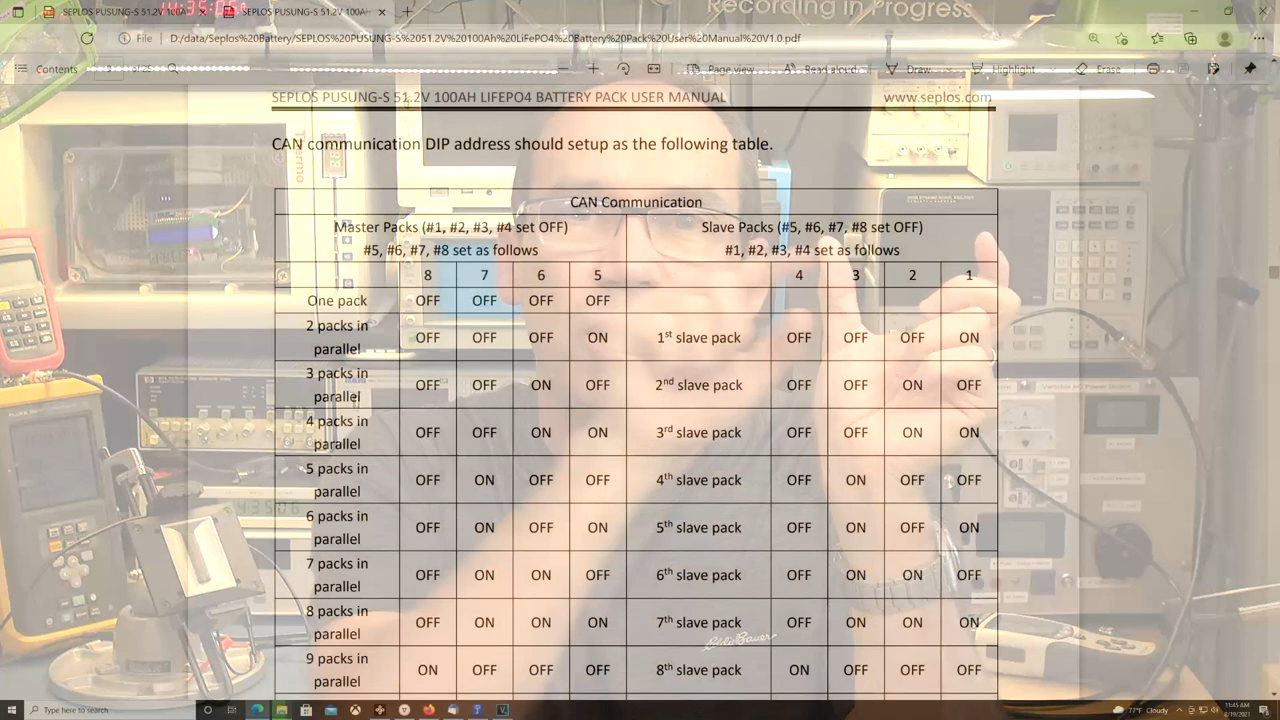 SEPLOS PUSUNG-S 51.2V 100AH
SEPLOS PUSUNG-S 51.2V 100AH
Recording in Progress
File
D:/data/Seplos%20Battery/SEPLOS%20PUSUNG-S%2051.2V%20100Ah%20LiFePO4%20Battery%20Pack%20User%20Manual%20V1.0.pdf
Contents
Page view
Read aloud
Draw
Highlight
Erase
SEPLOS PUSUNG-S 51.2V 100AH LIFEPO4 BATTERY PACK USER MANUAL
www.seplos.com
CAN communication DIP address should setup as the following table.
CAN Communication
Master Packs (#1, #2, #3, #4 set OFF)
#5, #6, #7, #8 set as follows
Slave Packs (#5, #6, #7, #8 set OFF)
#1, #2, #3, #4 set as follows
8 7 6 5 4 3 2 1
One pack OFF OFF OFF OFF
2 packs in parallel OFF OFF OFF ON 1st slave pack OFF OFF OFF ON
3 packs in parallel OFF OFF ON OFF 2nd slave pack OFF OFF ON OFF
4 packs in parallel OFF OFF ON ON 3rd slave pack OFF OFF ON ON
5 packs in parallel OFF ON OFF OFF 4th slave pack OFF ON OFF OFF
6 packs in parallel OFF ON OFF ON 5th slave pack OFF ON OFF ON
7 packs in parallel OFF ON ON OFF 6th slave pack OFF ON ON OFF
8 packs in parallel OFF ON ON ON 7th slave pack OFF ON ON ON
9 packs in parallel ON OFF OFF OFF 8th slave pack ON OFF OFF OFF
Eddie Bauer
Type here to search
77°F Cloudy
11:45 AM
6/19/2021